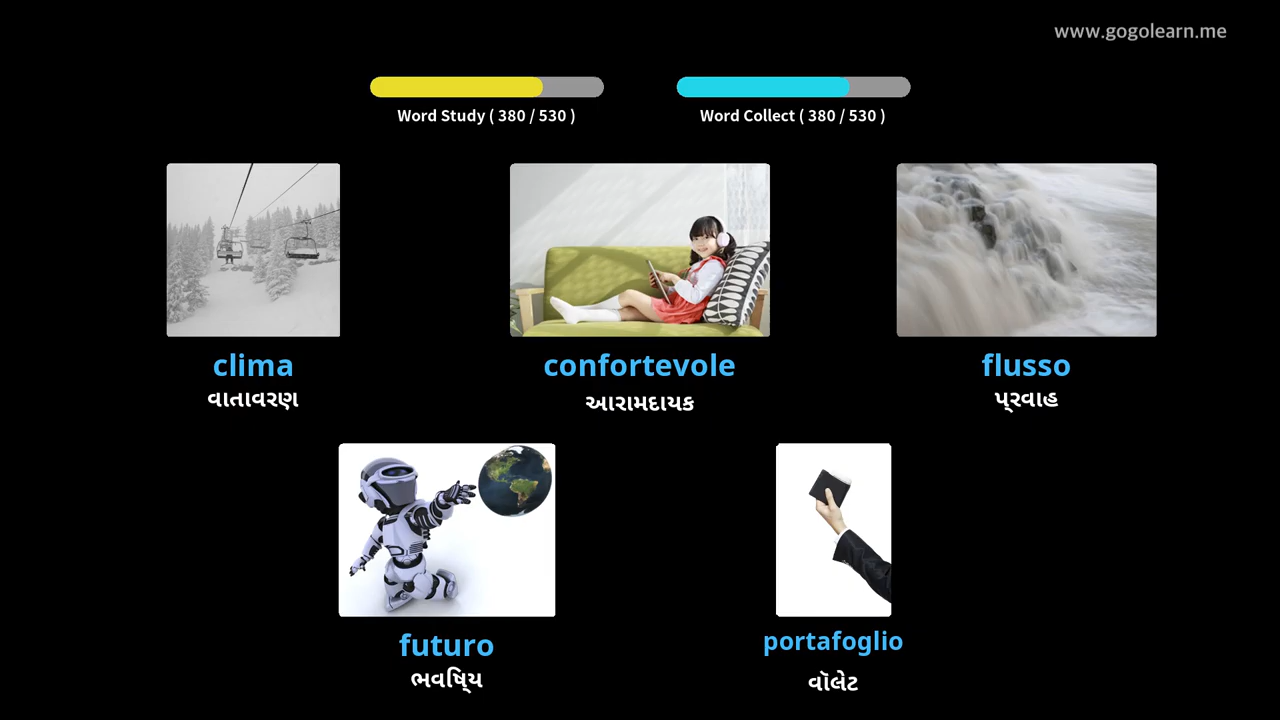 www.gogolearn.me
Word Study ( 380 / 530 )
Word Collect ( 380 / 530 )
clima
confortevole
flusso
વાતાવરણ
આરામદાયક
પ્રવાહ
futuro
portafoglio
ભવિષ્ય
વૉલેટ